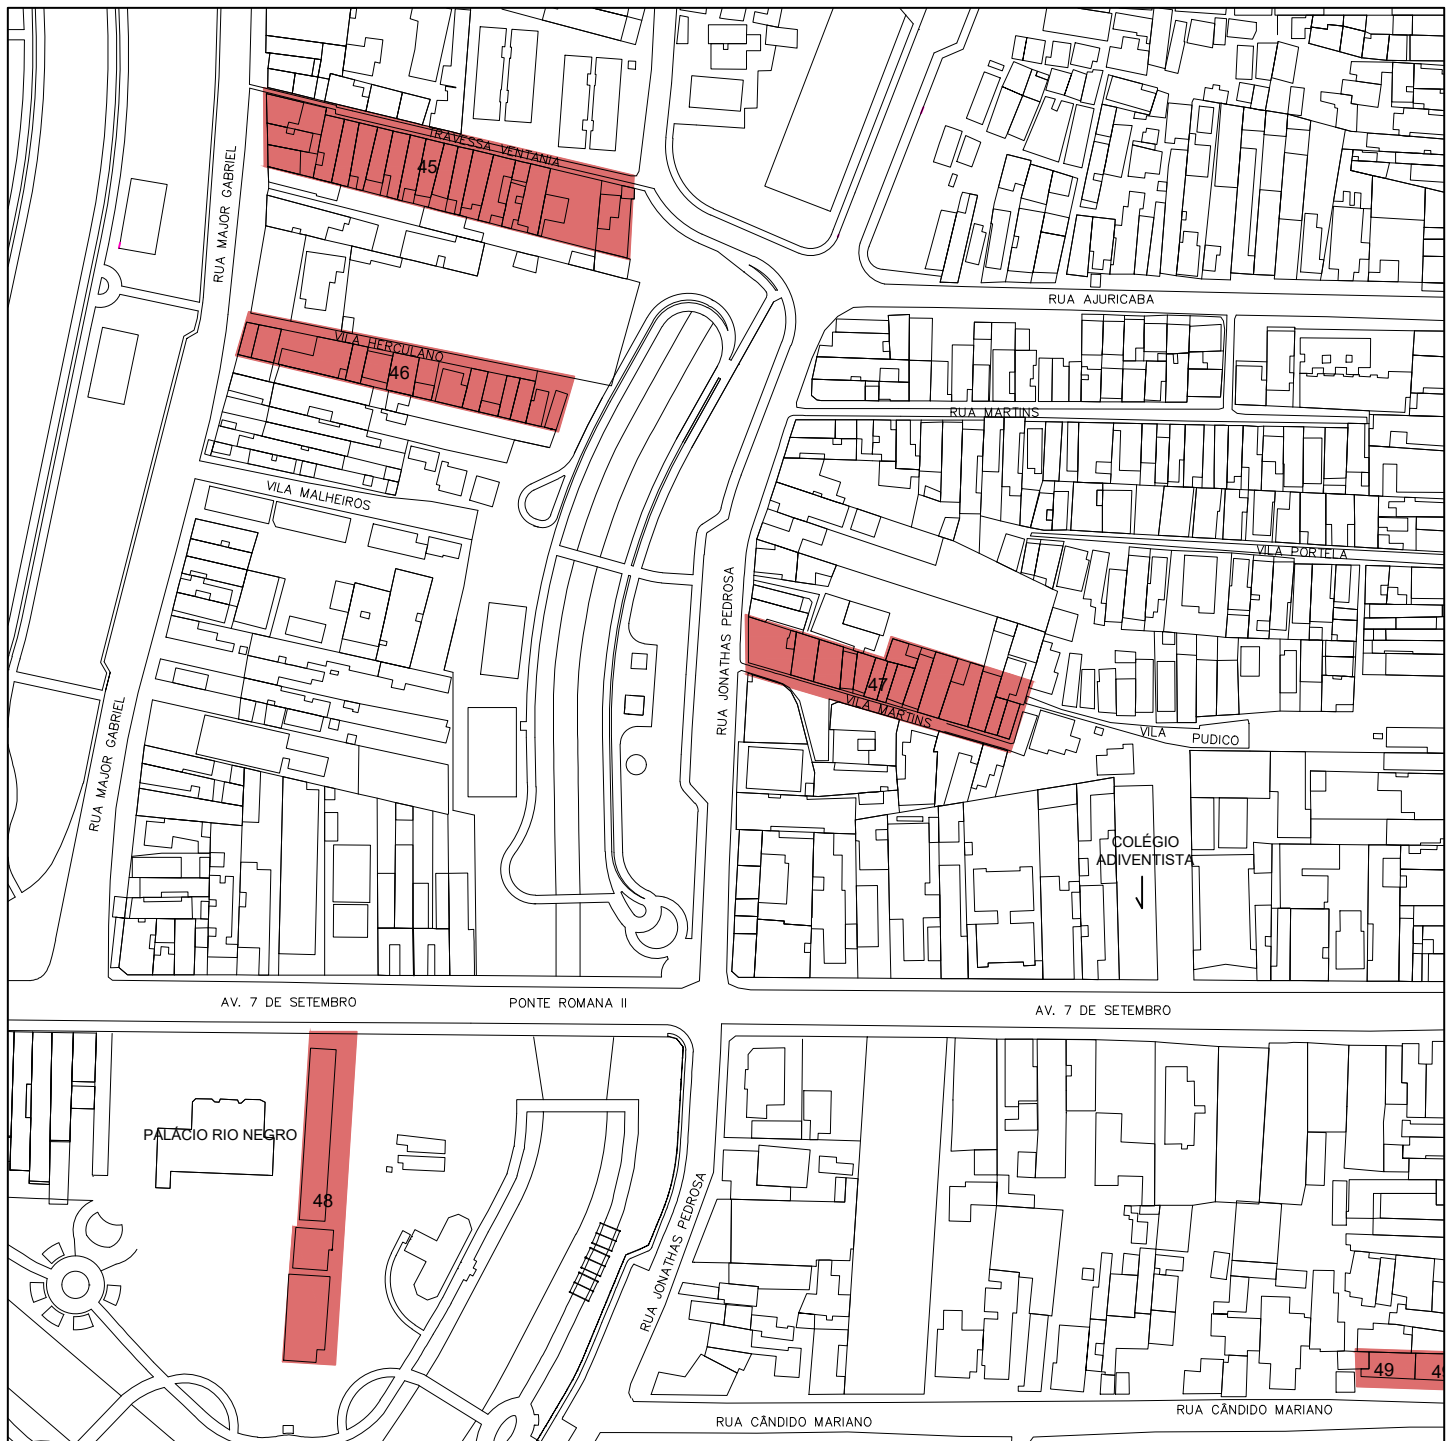 TRAVESSA VENTANIA
45
RUA MAJOR GABRIEL
RUA AJURICABA
VILA HERCULANO
46
RUA MARTINS
VILA MALHEIROS
VILA PORTELA
RUA JONATHAS PEDROSA
47
VILA MARTINS
VILA PUDICO
RUA MAJOR GABRIEL
COLÉGIO
ADIVENTISTA
AV. 7 DE SETEMBRO
PONTE ROMANA II
AV. 7 DE SETEMBRO
PALÁCIO RIO NEGRO
48
RUA JONATHAS PEDROSA
49
49
RUA CÂNDIDO MARIANO
RUA CÂNDIDO MARIANO